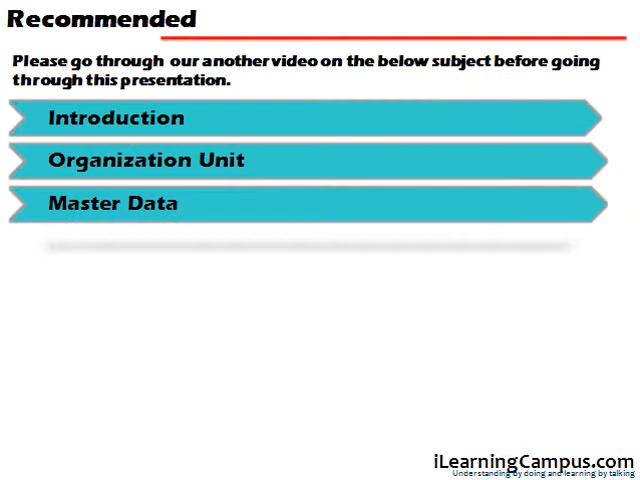 Recommended
Please go through our another video on the below subject before going
through this presentation.
Introduction
Organization Unit
Master Data
iLearningCampus.com
Understanding by doing and learning by talking